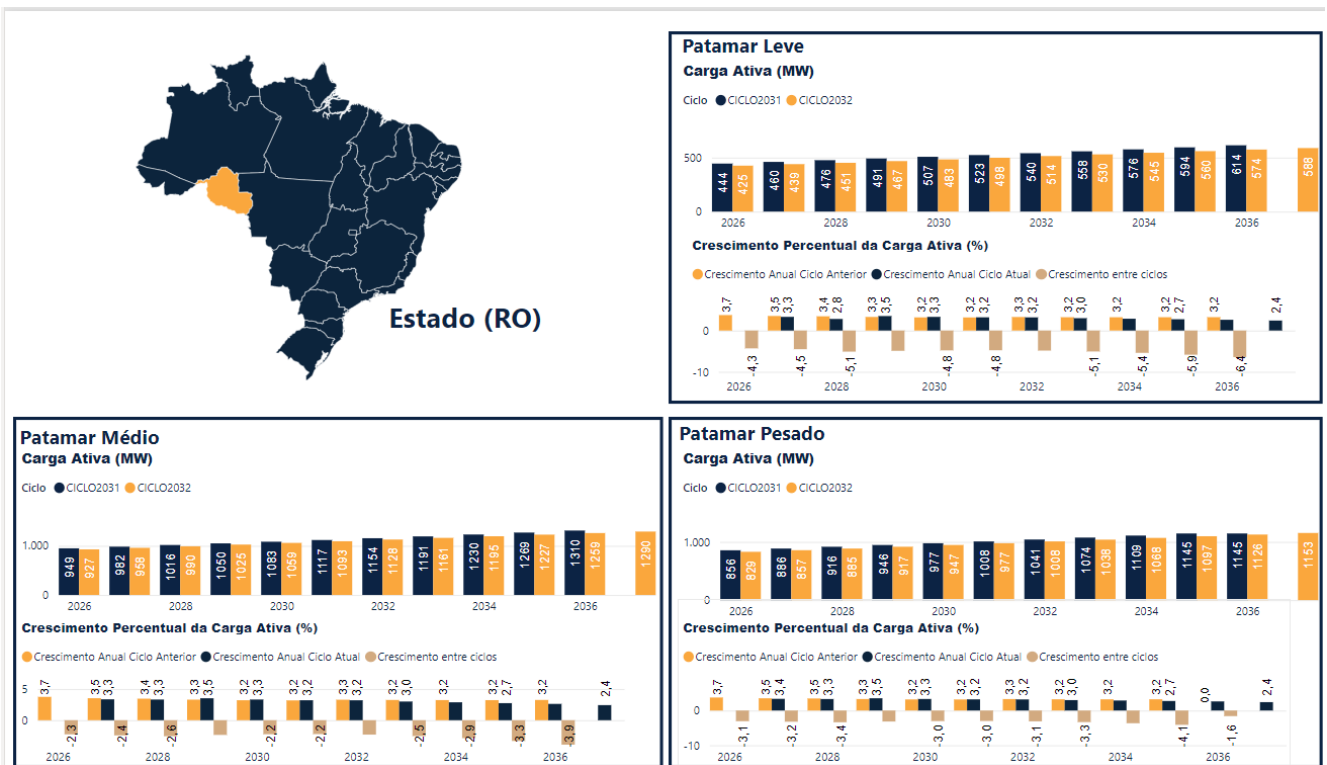 Estado (RO)
Patamar Leve
Carga Ativa (MW)
Ciclo CICLO2031 CICLO2032
500
0
444 425 460 439 476 451 491 467 507 483 523 498 540 514 558 530 576 545 594 560 614 574 588
2026 2028 2030 2032 2034 2036
Crescimento Percentual da Carga Ativa (%)
Crescimento Anual Ciclo Anterior Crescimento Anual Ciclo Atual Crescimento entre ciclos
3,7 3,5 3,3 3,4 2,8 3,3 3,5 3,2 3,3 3,2 3,2 3,3 3,2 3,2 3,0 3,2 3,2 2,7 3,2 2,4
0
-10
-4,3 -4,5 -5,1 -4,8 -4,8 -5,1 -5,4 -5,9 -6,4
2026 2028 2030 2032 2034 2036
Patamar Médio
Carga Ativa (MW)
Ciclo CICLO2031 CICLO2032
1.000
0
949 927 982 958 1016 990 1050 1025 1083 1059 1117 1093 1154 1128 1191 1161 1230 1195 1269 1227 1310 1259 1290
2026 2028 2030 2032 2034 2036
Crescimento Percentual da Carga Ativa (%)
Crescimento Anual Ciclo Anterior Crescimento Anual Ciclo Atual Crescimento entre ciclos
5
3,7 3,5 3,3 3,4 3,3 3,3 3,5 3,2 3,3 3,2 3,2 3,3 3,2 3,2 3,0 3,2 3,2 2,7 3,2 2,4
0
-2,3 -2,4 -2,6 -2,2 -2,2 -2,5 -2,9 -3,3 -3,9
2026 2028 2030 2032 2034 2036
Patamar Pesado
Carga Ativa (MW)
Ciclo CICLO2031 CICLO2032
1.000
0
856 829 886 857 916 885 946 917 977 947 1008 977 1041 1008 1074 1038 1109 1068 1145 1097 1145 1126 1153
2026 2028 2030 2032 2034 2036
Crescimento Percentual da Carga Ativa (%)
Crescimento Anual Ciclo Anterior Crescimento Anual Ciclo Atual Crescimento entre ciclos
3,7 3,5 3,4 3,5 3,3 3,3 3,5 3,2 3,3 3,2 3,2 3,3 3,2 3,2 3,0 3,2 3,2 2,7 0,0 2,4
0
-10
-3,1 -3,2 -3,4 -3,0 -3,0 -3,1 -3,3 -4,1 -1,6
2026 2028 2030 2032 2034 2036